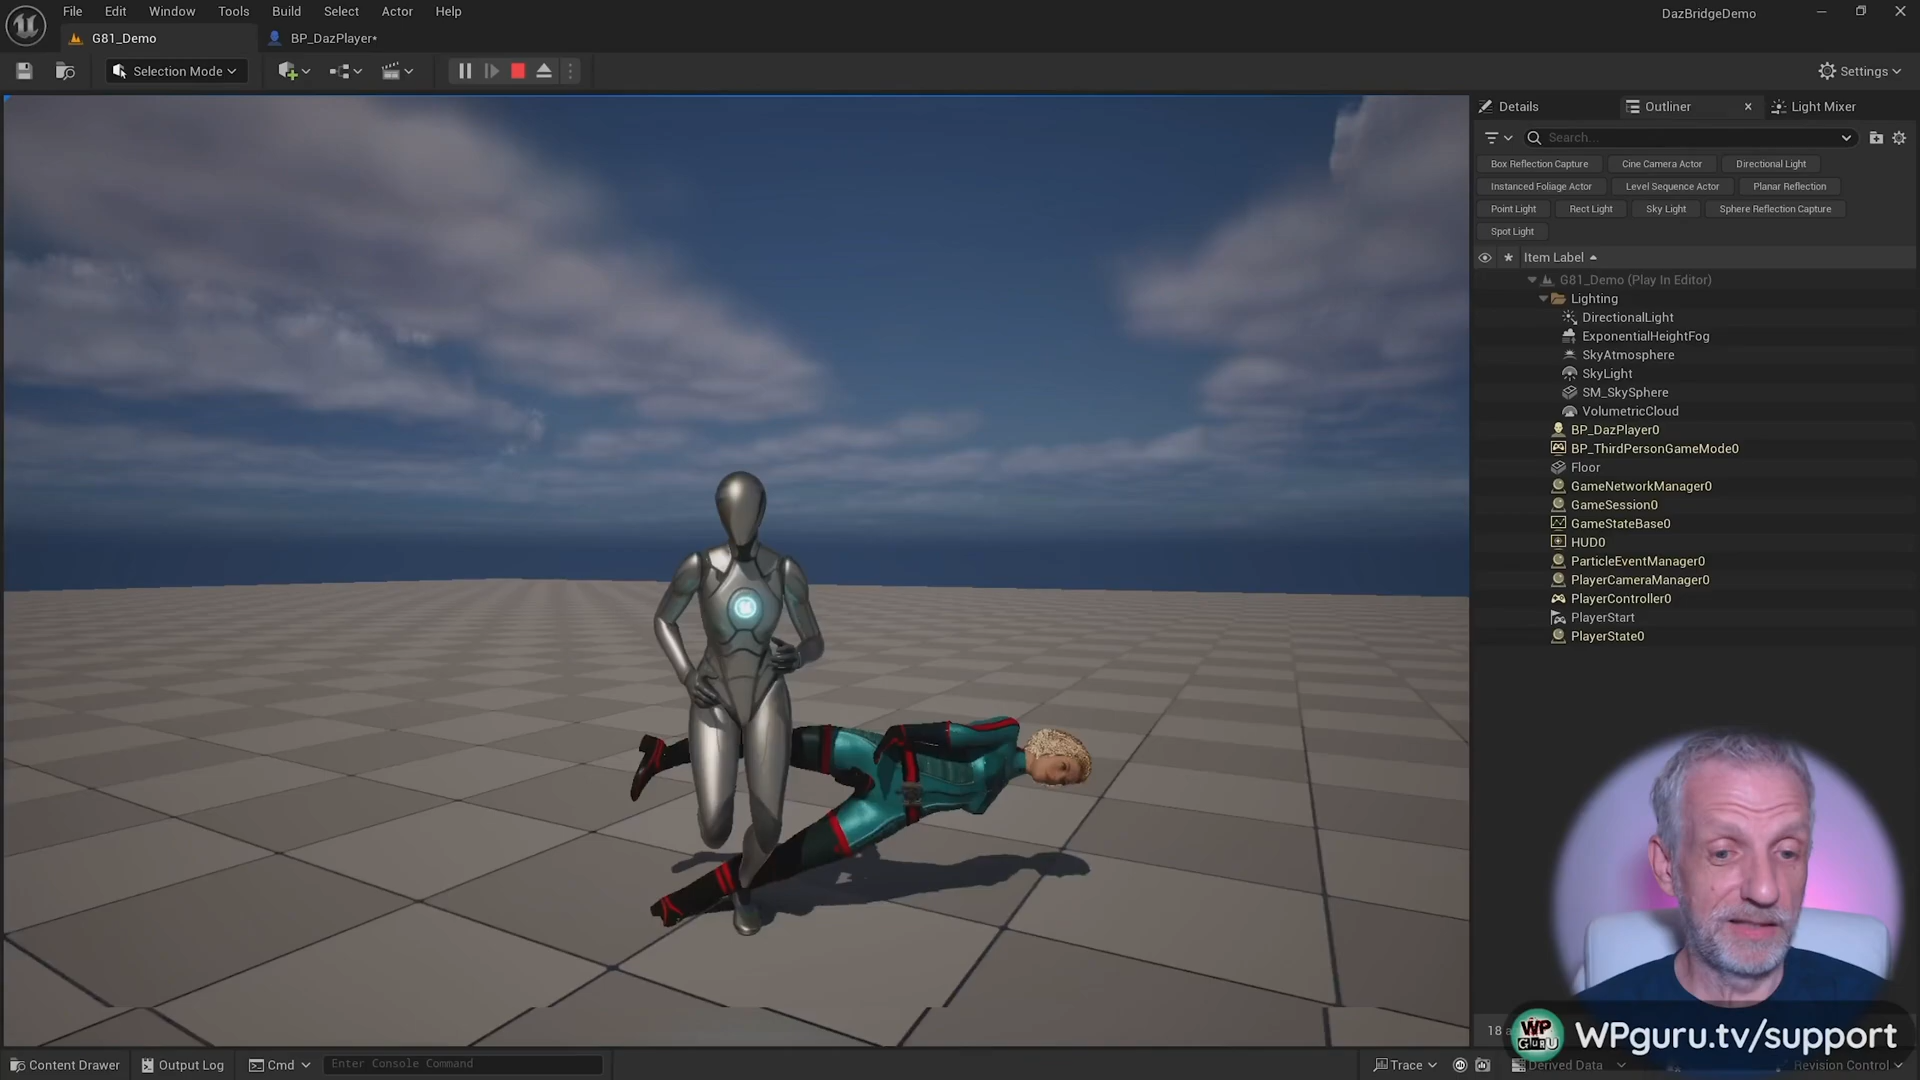 File Edit Window Tools Build Select Actor Help
DazBridgeDemo
G81_Demo
BP_DazPlayer*
Selection Mode
Settings
Details
Outliner
Light Mixer
Search...
Box Reflection Capture
Cine Camera Actor
Directional Light
Instanced Foliage Actor
Level Sequence Actor
Planar Reflection
Point Light
Rect Light
Sky Light
Sphere Reflection Capture
Spot Light
Item Label
G81_Demo (Play In Editor)
Lighting
DirectionalLight
ExponentialHeightFog
SkyAtmosphere
SkyLight
SM_SkySphere
VolumetricCloud
BP_DazPlayer0
BP_ThirdPersonGameMode0
Floor
GameNetworkManager0
GameSession0
GameStateBase0
HUD0
ParticleEventManager0
PlayerCameraManager0
PlayerController0
PlayerStart
PlayerState0
18
WP GURU
WPguru.tv/support
Content Drawer
Output Log
Cmd
Enter Console Command
Trace
Derived Data
Revision Control